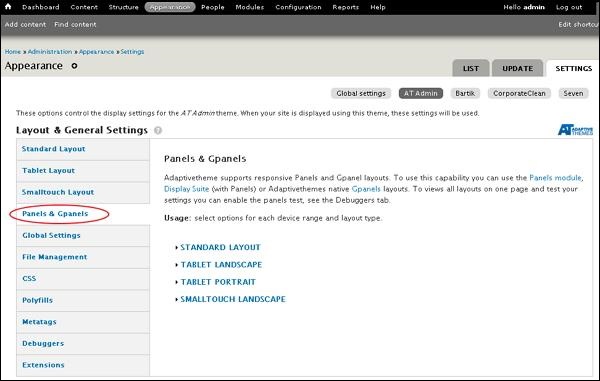 Dashboard Content Structure Appearance People Modules Configuration Reports Help Hello admin Log out
Add content Find content Edit shortcu
Home » Administration » Appearance » Settings
Appearance
LIST UPDATE SETTINGS
Global settings AT Admin Bartik CorporateClean Seven
These options control the display settings for the AT Admin theme. When your site is displayed using this theme, these settings will be used.
Layout & General Settings ?
AT ADAPTIVE THEMES
Standard Layout
Tablet Layout
Smalltouch Layout
Panels & Gpanels
Global Settings
File Management
CSS
Polyfills
Metatags
Debuggers
Extensions
Panels & Gpanels
Adaptivetheme supports responsive Panels and Gpanel layouts. To use this capability you can use the Panels module,
Display Suite (with Panels) or Adaptivethemes native Gpanels layouts. To views all layouts on one page and test your
settings you can enable the panels test, see the Debuggers tab.
Usage: select options for each device range and layout type.
STANDARD LAYOUT
TABLET LANDSCAPE
TABLET PORTRAIT
SMALLTOUCH LANDSCAPE